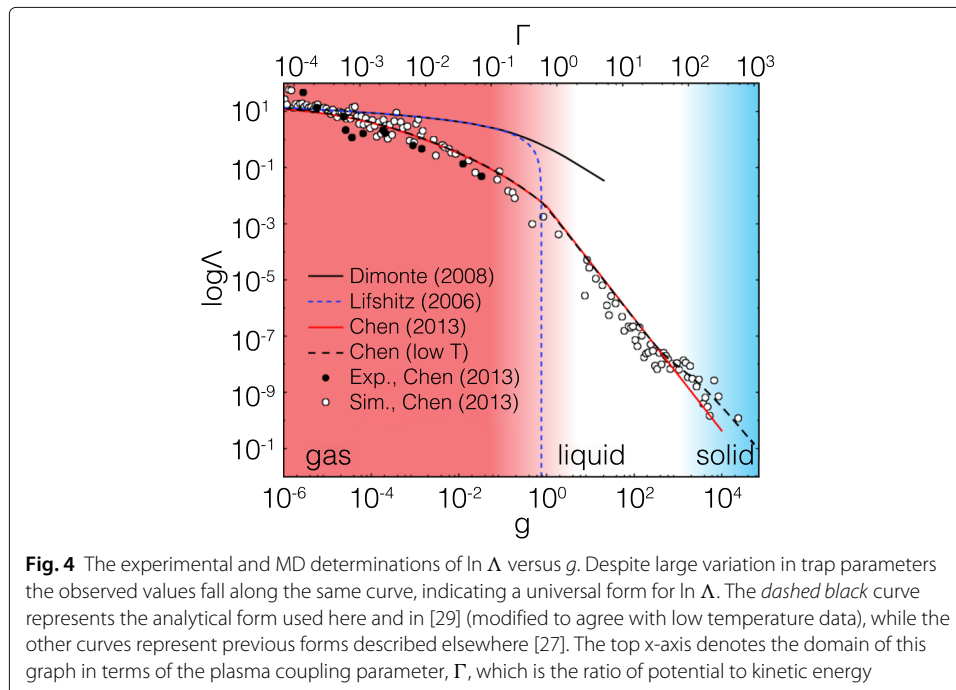 Γ
10⁻⁴ 10⁻³ 10⁻² 10⁻¹ 10⁰ 10¹ 10² 10³
10¹
10⁻¹
10⁻³
10⁻⁵
10⁻⁷
10⁻⁹
10⁻¹
logΛ
Dimonte (2008)
Lifshitz (2006)
Chen (2013)
Chen (low T)
Exp., Chen (2013)
Sim., Chen (2013)
gas liquid solid
10⁻⁶ 10⁻⁴ 10⁻² 10⁰ 10² 10⁴
g
Fig. 4 The experimental and MD determinations of ln Λ versus g. Despite large variation in trap parameters
the observed values fall along the same curve, indicating a universal form for ln Λ. The dashed black curve
represents the analytical form used here and in [29] (modified to agree with low temperature data), while the
other curves represent previous forms described elsewhere [27]. The top x-axis denotes the domain of this
graph in terms of the plasma coupling parameter, Γ, which is the ratio of potential to kinetic energy